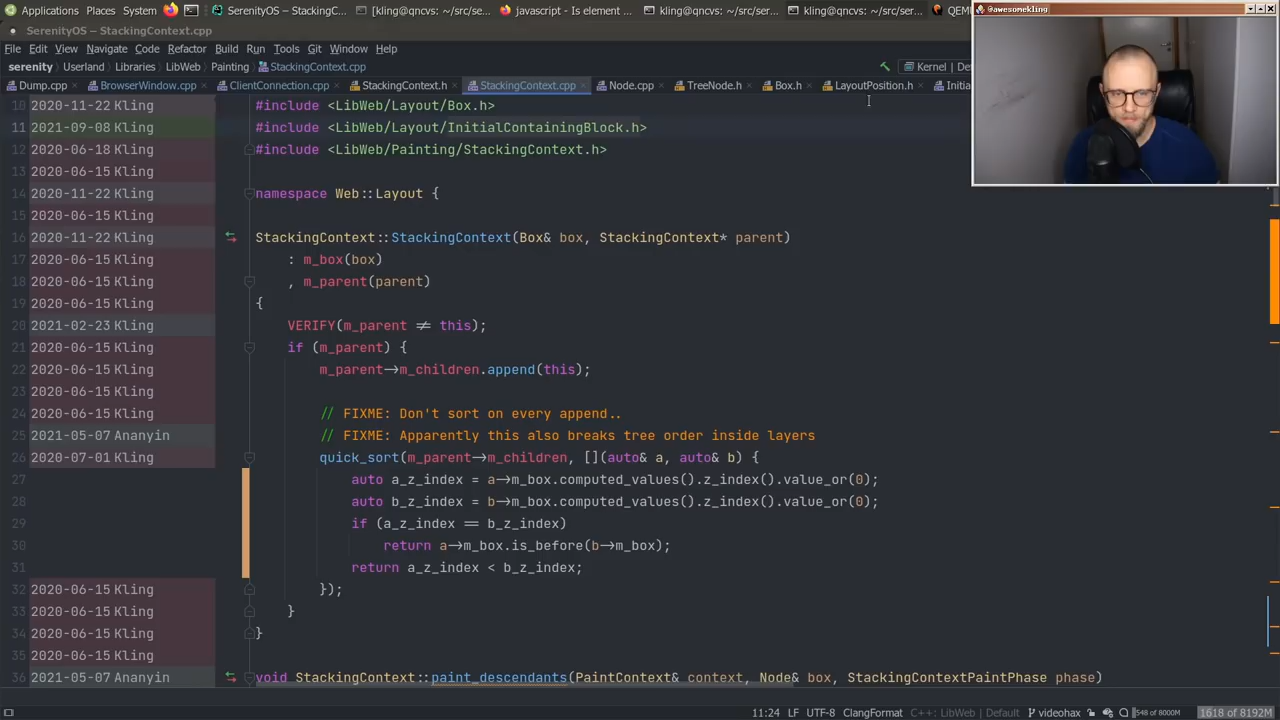 Applications Places System SerenityOS – StackingC... [kling@qncvs: ~/src/se... javascript - Is element ... kling@qncvs: ~/src/ser... kling@qncvs: ~/src/ser... QEM
@awesomekling
SerenityOS – StackingContext.cpp
File Edit View Navigate Code Refactor Build Run Tools Git Window Help
serenity Userland Libraries LibWeb Painting StackingContext.cpp Kernel | De
Dump.cpp BrowserWindow.cpp ClientConnection.cpp StackingContext.h StackingContext.cpp Node.cpp TreeNode.h Box.h LayoutPosition.h Initia
10 2020-11-22 Kling #include <LibWeb/Layout/Box.h>
11 2021-09-08 Kling #include <LibWeb/Layout/InitialContainingBlock.h>
12 2020-06-18 Kling #include <LibWeb/Painting/StackingContext.h>
13 2020-06-15 Kling
14 2020-11-22 Kling namespace Web::Layout {
15 2020-06-15 Kling
16 2020-11-22 Kling StackingContext::StackingContext(Box& box, StackingContext* parent)
17 2020-06-15 Kling : m_box(box)
18 2020-06-15 Kling , m_parent(parent)
19 2020-06-15 Kling {
20 2021-02-23 Kling VERIFY(m_parent ≠ this);
21 2020-06-15 Kling if (m_parent) {
22 2020-06-15 Kling m_parent→m_children.append(this);
23 2020-06-15 Kling
24 2020-06-15 Kling // FIXME: Don't sort on every append..
25 2021-05-07 Ananyin // FIXME: Apparently this also breaks tree order inside layers
26 2020-07-01 Kling quick_sort(m_parent→m_children, [](auto& a, auto& b) {
27 auto a_z_index = a→m_box.computed_values().z_index().value_or(0);
28 auto b_z_index = b→m_box.computed_values().z_index().value_or(0);
29 if (a_z_index == b_z_index)
30 return a→m_box.is_before(b→m_box);
31 return a_z_index < b_z_index;
32 2020-06-15 Kling });
33 2020-06-15 Kling }
34 2020-06-15 Kling }
35 2020-06-15 Kling
36 2021-05-07 Ananyin void StackingContext::paint_descendants(PaintContext& context, Node& box, StackingContextPaintPhase phase)
11:24 LF UTF-8 ClangFormat C++: LibWeb | Default videohax 548 of 8000M 1618 of 8192M